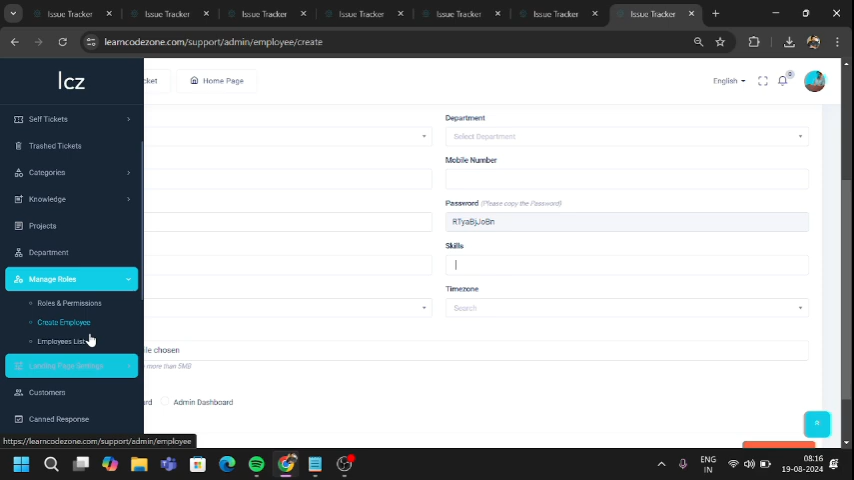 Issue Tracker
Issue Tracker
Issue Tracker
Issue Tracker
Issue Tracker
Issue Tracker
Issue Tracker
learncodezone.com/support/admin/employee/create
lcz
ket
Home Page
English
0
Self Tickets
Trashed Tickets
Categories
Knowledge
Projects
Department
Manage Roles
Roles & Permissions
Create Employee
Employees List
Landing Page Settings
Customers
Canned Response
Department
Select Department
Mobile Number
Password (Please copy the Password)
R7yaBjJoBn
Skills
Timezone
Search
ile chosen
more than 5MB
rd
Admin Dashboard
https://learncodezone.com/support/admin/employee
ENG
IN
08:16
19-08-2024